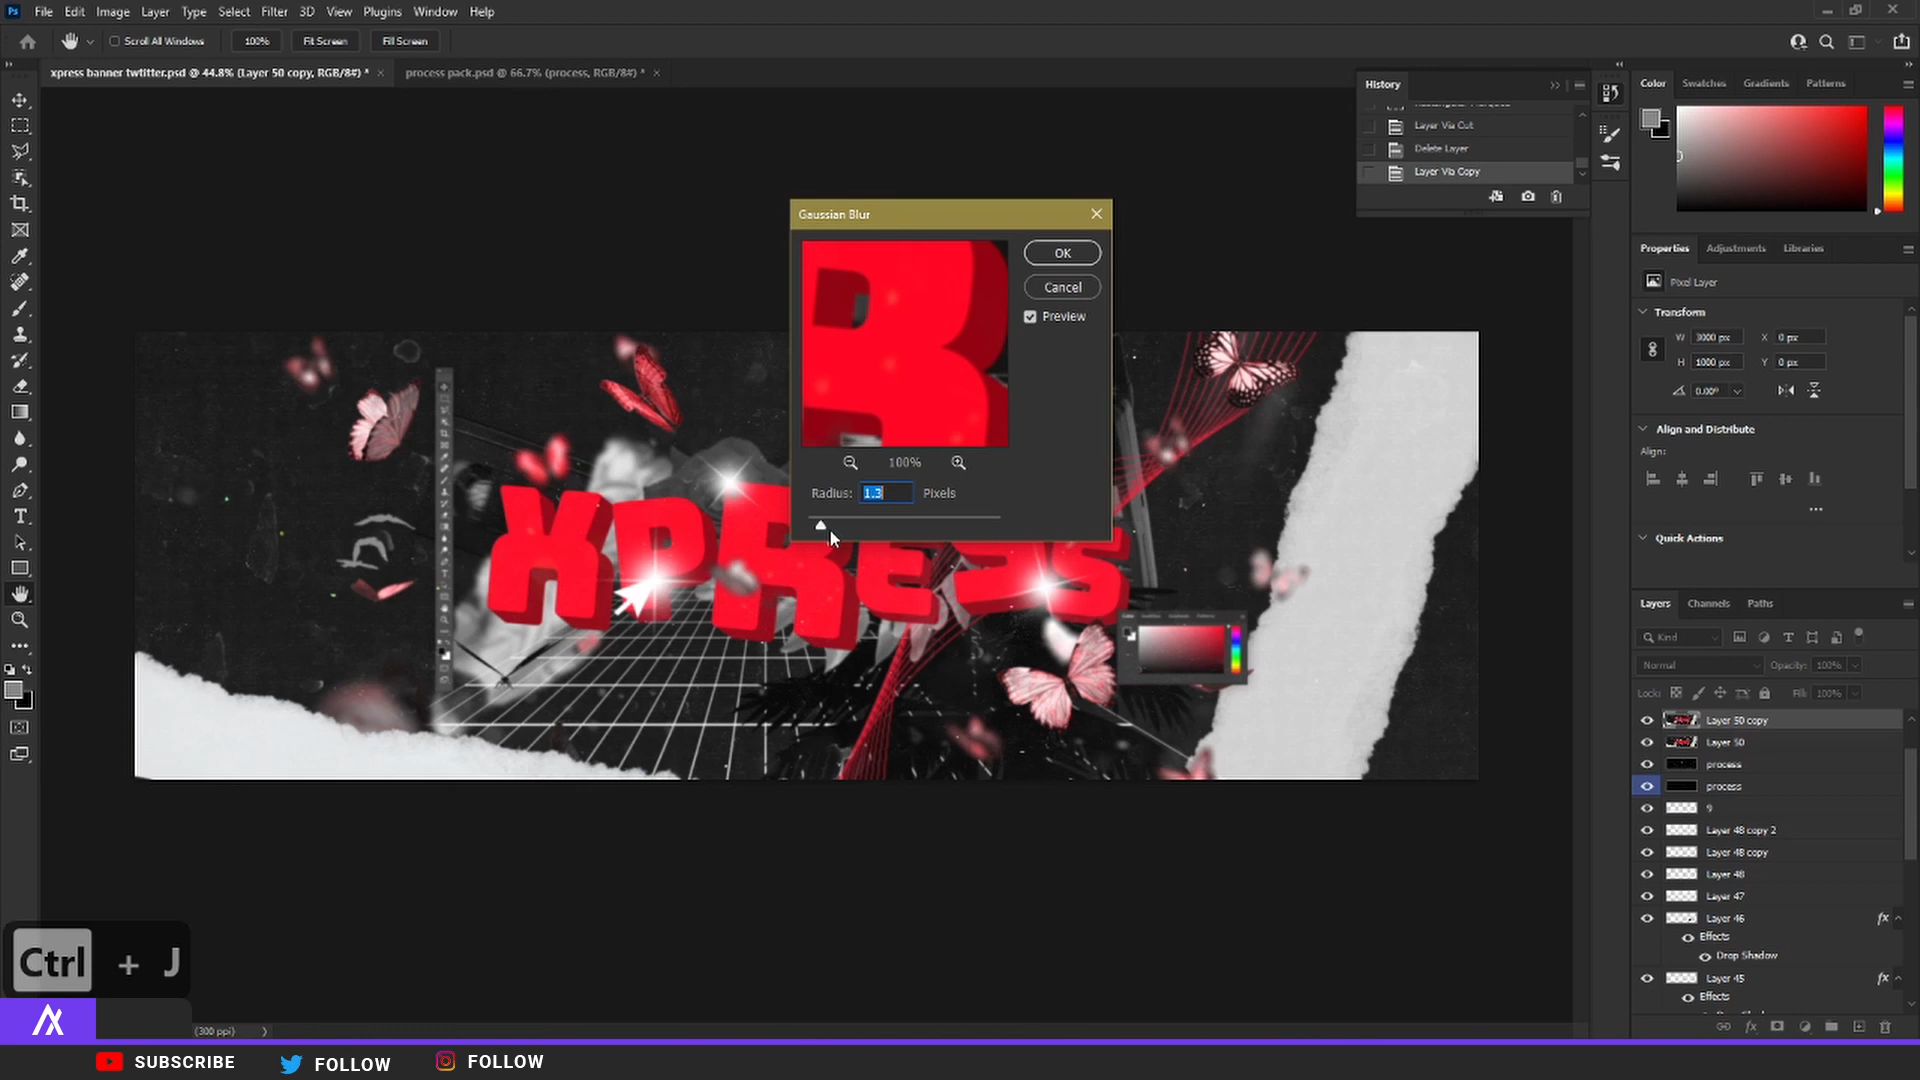 Ps File Edit Image Layer Type Select Filter 3D View Plugins Window Help
Scroll All Windows 100% Fit Screen Fill Screen
xpress banner twtitter.psd @ 44.8% (Layer 50 copy, RGB/8#) * × process pack.psd @ 66.7% (process, RGB/8#) * ×
History
Layer Via Cut
Delete Layer
Layer Via Copy
Color Swatches Gradients Patterns
Gaussian Blur
OK
Cancel
Preview
100%
Radius: 1.3 Pixels
Properties Adjustments Libraries
Pixel Layer
Transform
W 3000 px X 0 px
H 1000 px Y 0 px
0.00°
Align and Distribute
Align:
Quick Actions
XPRESS
Layers Channels Paths
Kind
Normal Opacity: 100%
Lock: Fill: 100%
Layer 50 copy
Layer 50
process
process
9
Layer 48 copy 2
Layer 48 copy
Layer 48
Layer 47
Layer 46 fx
Effects
Drop Shadow
Layer 45 fx
Effects
Ctrl + J
(300 ppi)
SUBSCRIBE FOLLOW FOLLOW